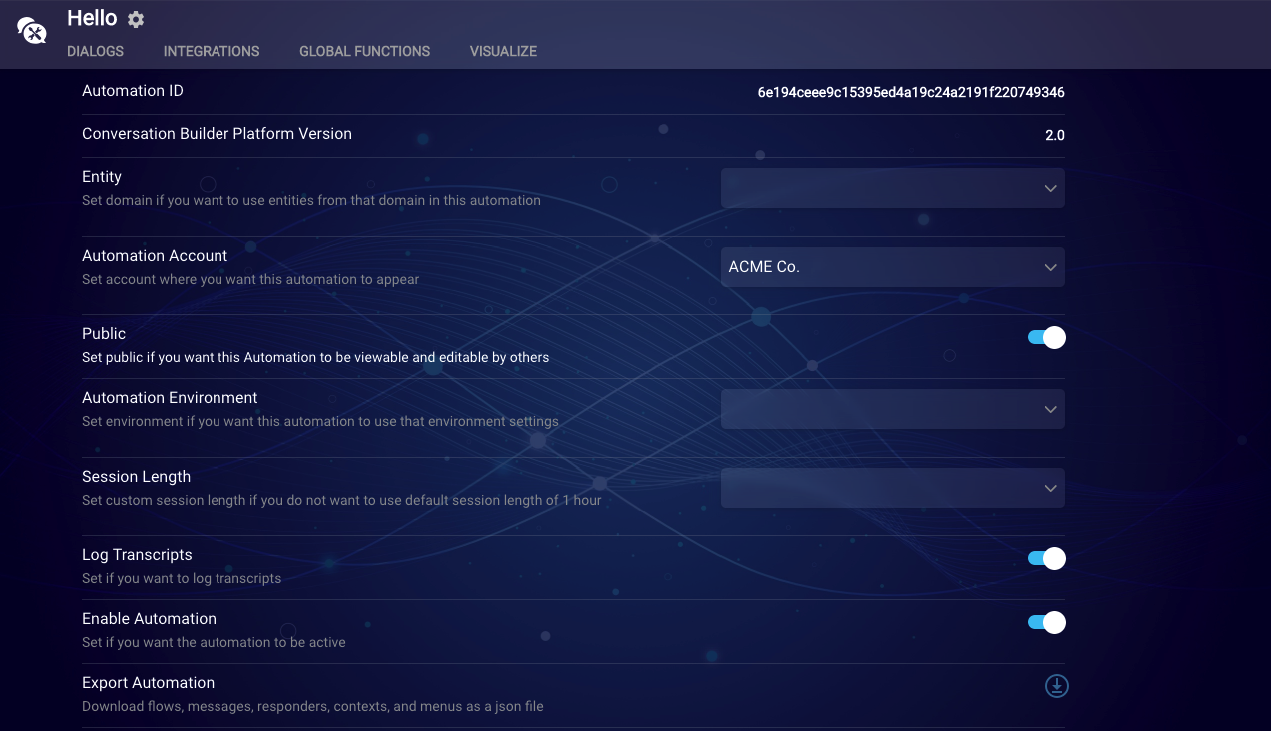 Hello
DIALOGS INTEGRATIONS GLOBAL FUNCTIONS VISUALIZE
Automation ID 6e194ceee9c15395ed4a19c24a2191f220749346
Conversation Builder Platform Version 2.0
Entity
Set domain if you want to use entities from that domain in this automation
Automation Account
Set account where you want this automation to appear
ACME Co.
Public
Set public if you want this Automation to be viewable and editable by others
Automation Environment
Set environment if you want this automation to use that environment settings
Session Length
Set custom session length if you do not want to use default session length of 1 hour
Log Transcripts
Set if you want to log transcripts
Enable Automation
Set if you want the automation to be active
Export Automation
Download flows, messages, responders, contexts, and menus as a json file